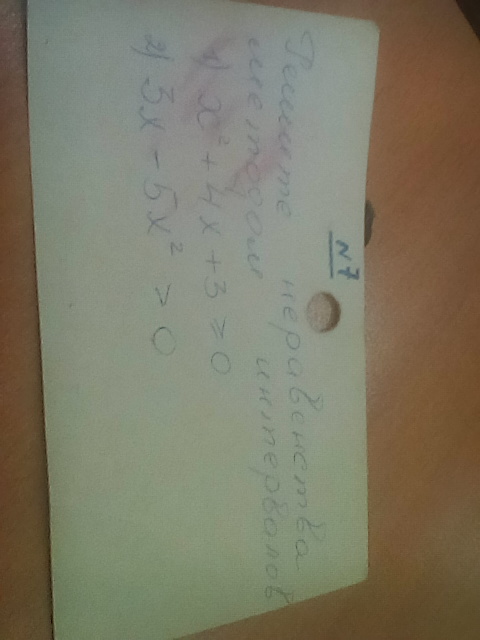 №7
Решите неравенства
методом интервалов
1) x² + 4x + 3 ≥ 0
2) 3x - 5x² > 0